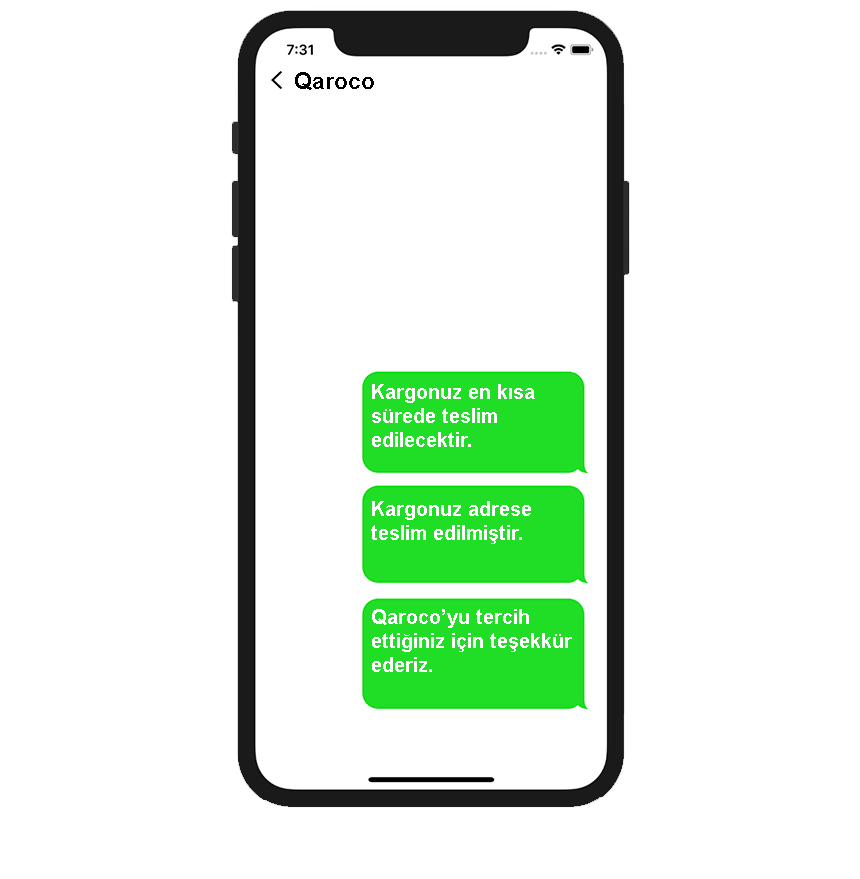 7:31
Qaroco
Kargonuz en kısa
sürede teslim
edilecektir.
Kargonuz adrese
teslim edilmiştir.
Qaroco’yu tercih
ettiğiniz için teşekkür
ederiz.